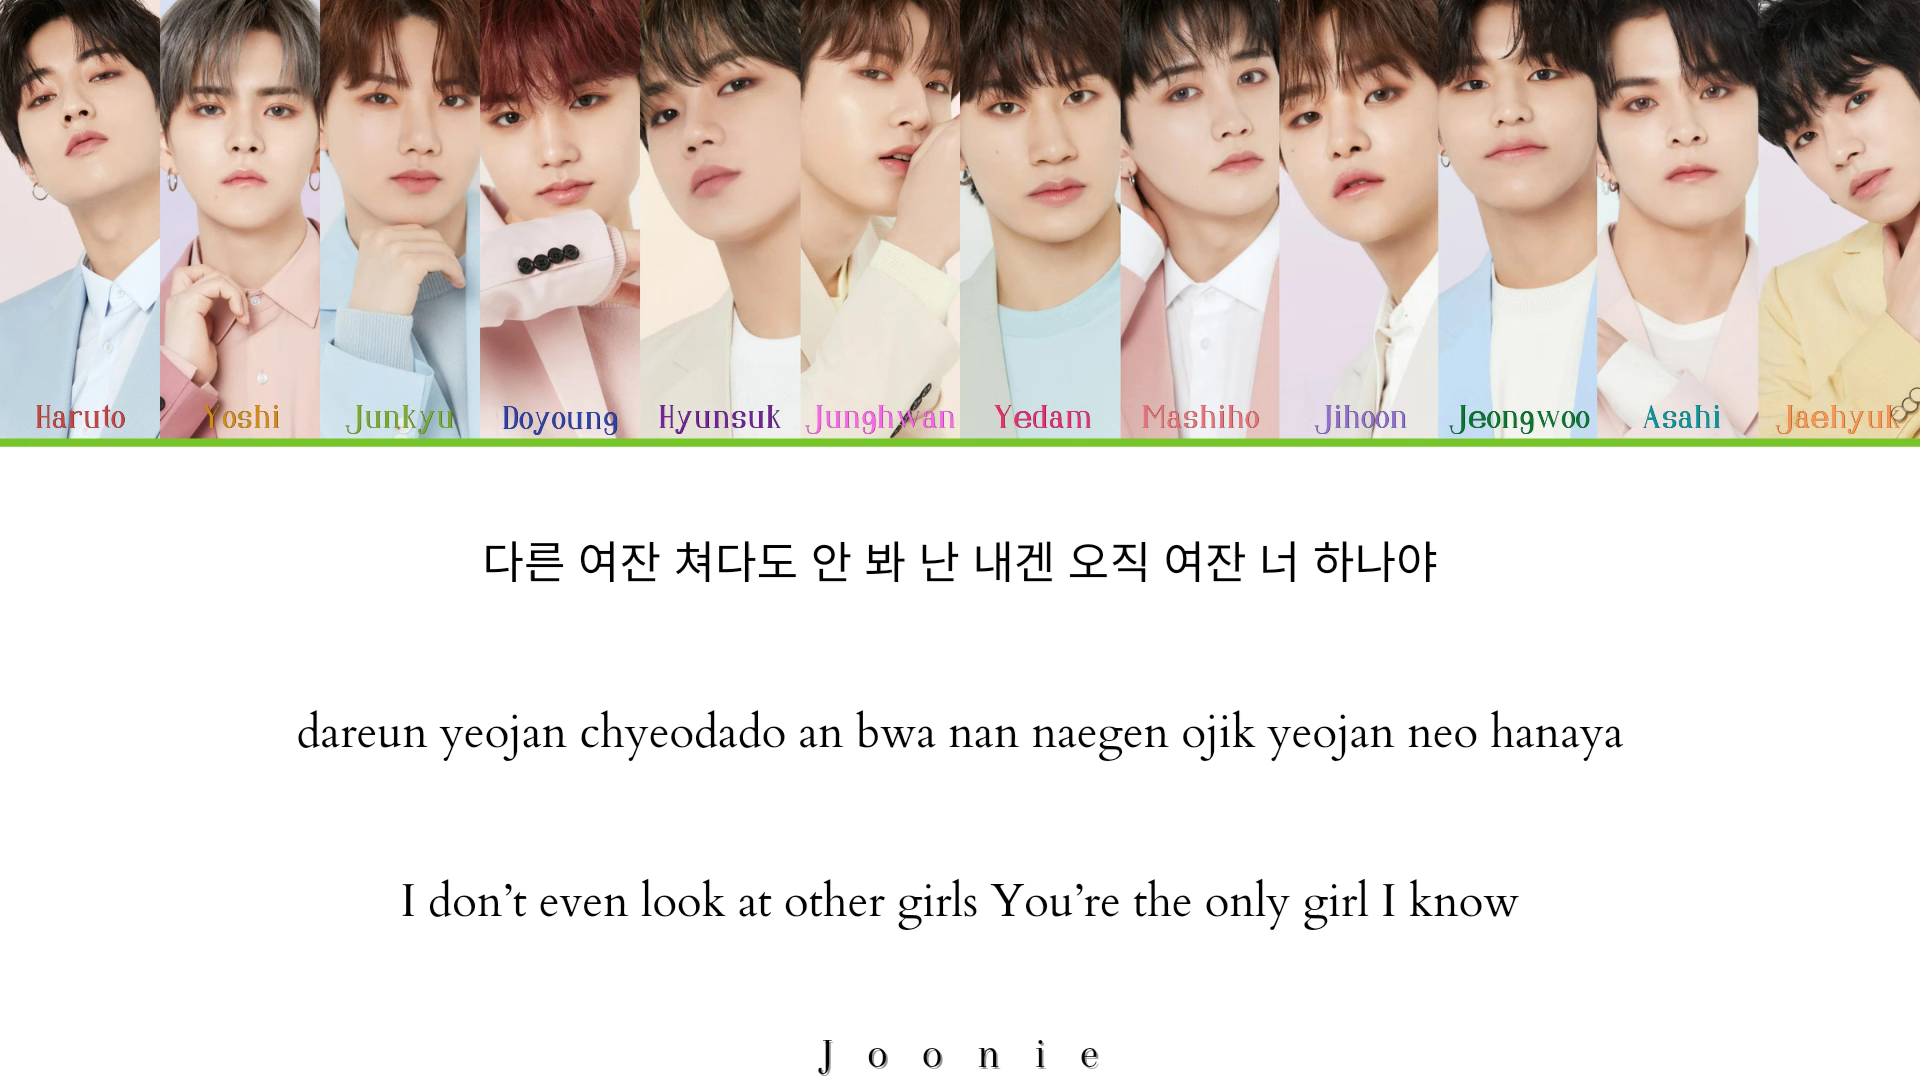 Haruto Yoshi Junkyu Doyoung Hyunsuk Junghwan Yedam Mashiho Jihoon Jeongwoo Asahi Jaehyuk
다른 여잔 쳐다도 안 봐 난 내겐 오직 여잔 너 하나야
dareun yeojan chyeodado an bwa nan naegen ojik yeojan neo hanaya
I don’t even look at other girls You’re the only girl I know
Joonie